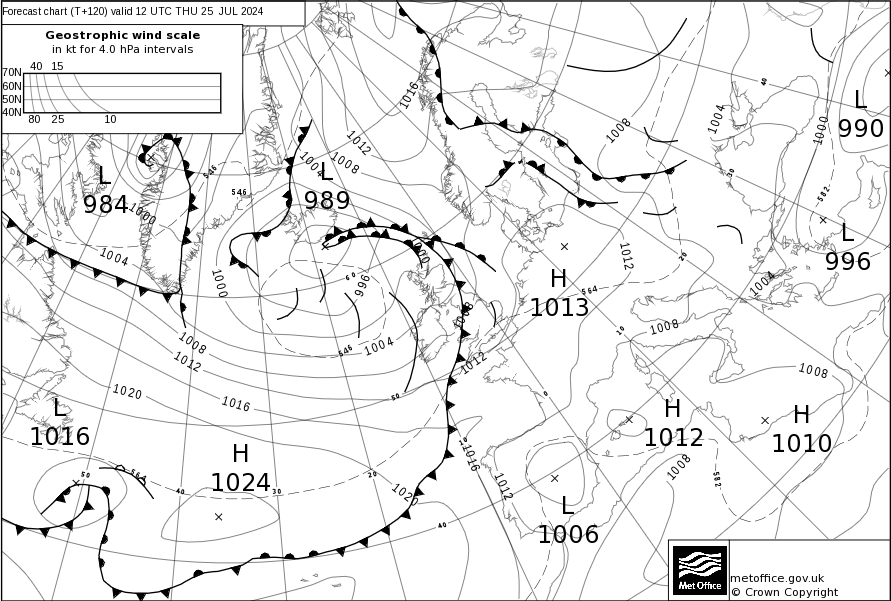 Forecast chart (T+120) valid 12 UTC THU 25 JUL 2024
Geostrophic wind scale
in kt for 4.0 hPa intervals
40 15
70N
60N
50N
40N
80 25 10
1016
1012
1008
1004
1008
1004
1000
40
L
990
L
984
L
989
546
546
1000
30
582
L
996
1004
1000
1000
60
996
H
1013
564
1012
20
1004
1008
1012
546
1004
1008
1012
10
1008
1008
1020
1016
50
0
L
1016
H
1012
H
1010
H
1024
50
564
40
30
20
1020
1016
1012
1008
582
L
1006
40
Met Office
metoffice.gov.uk
© Crown Copyright